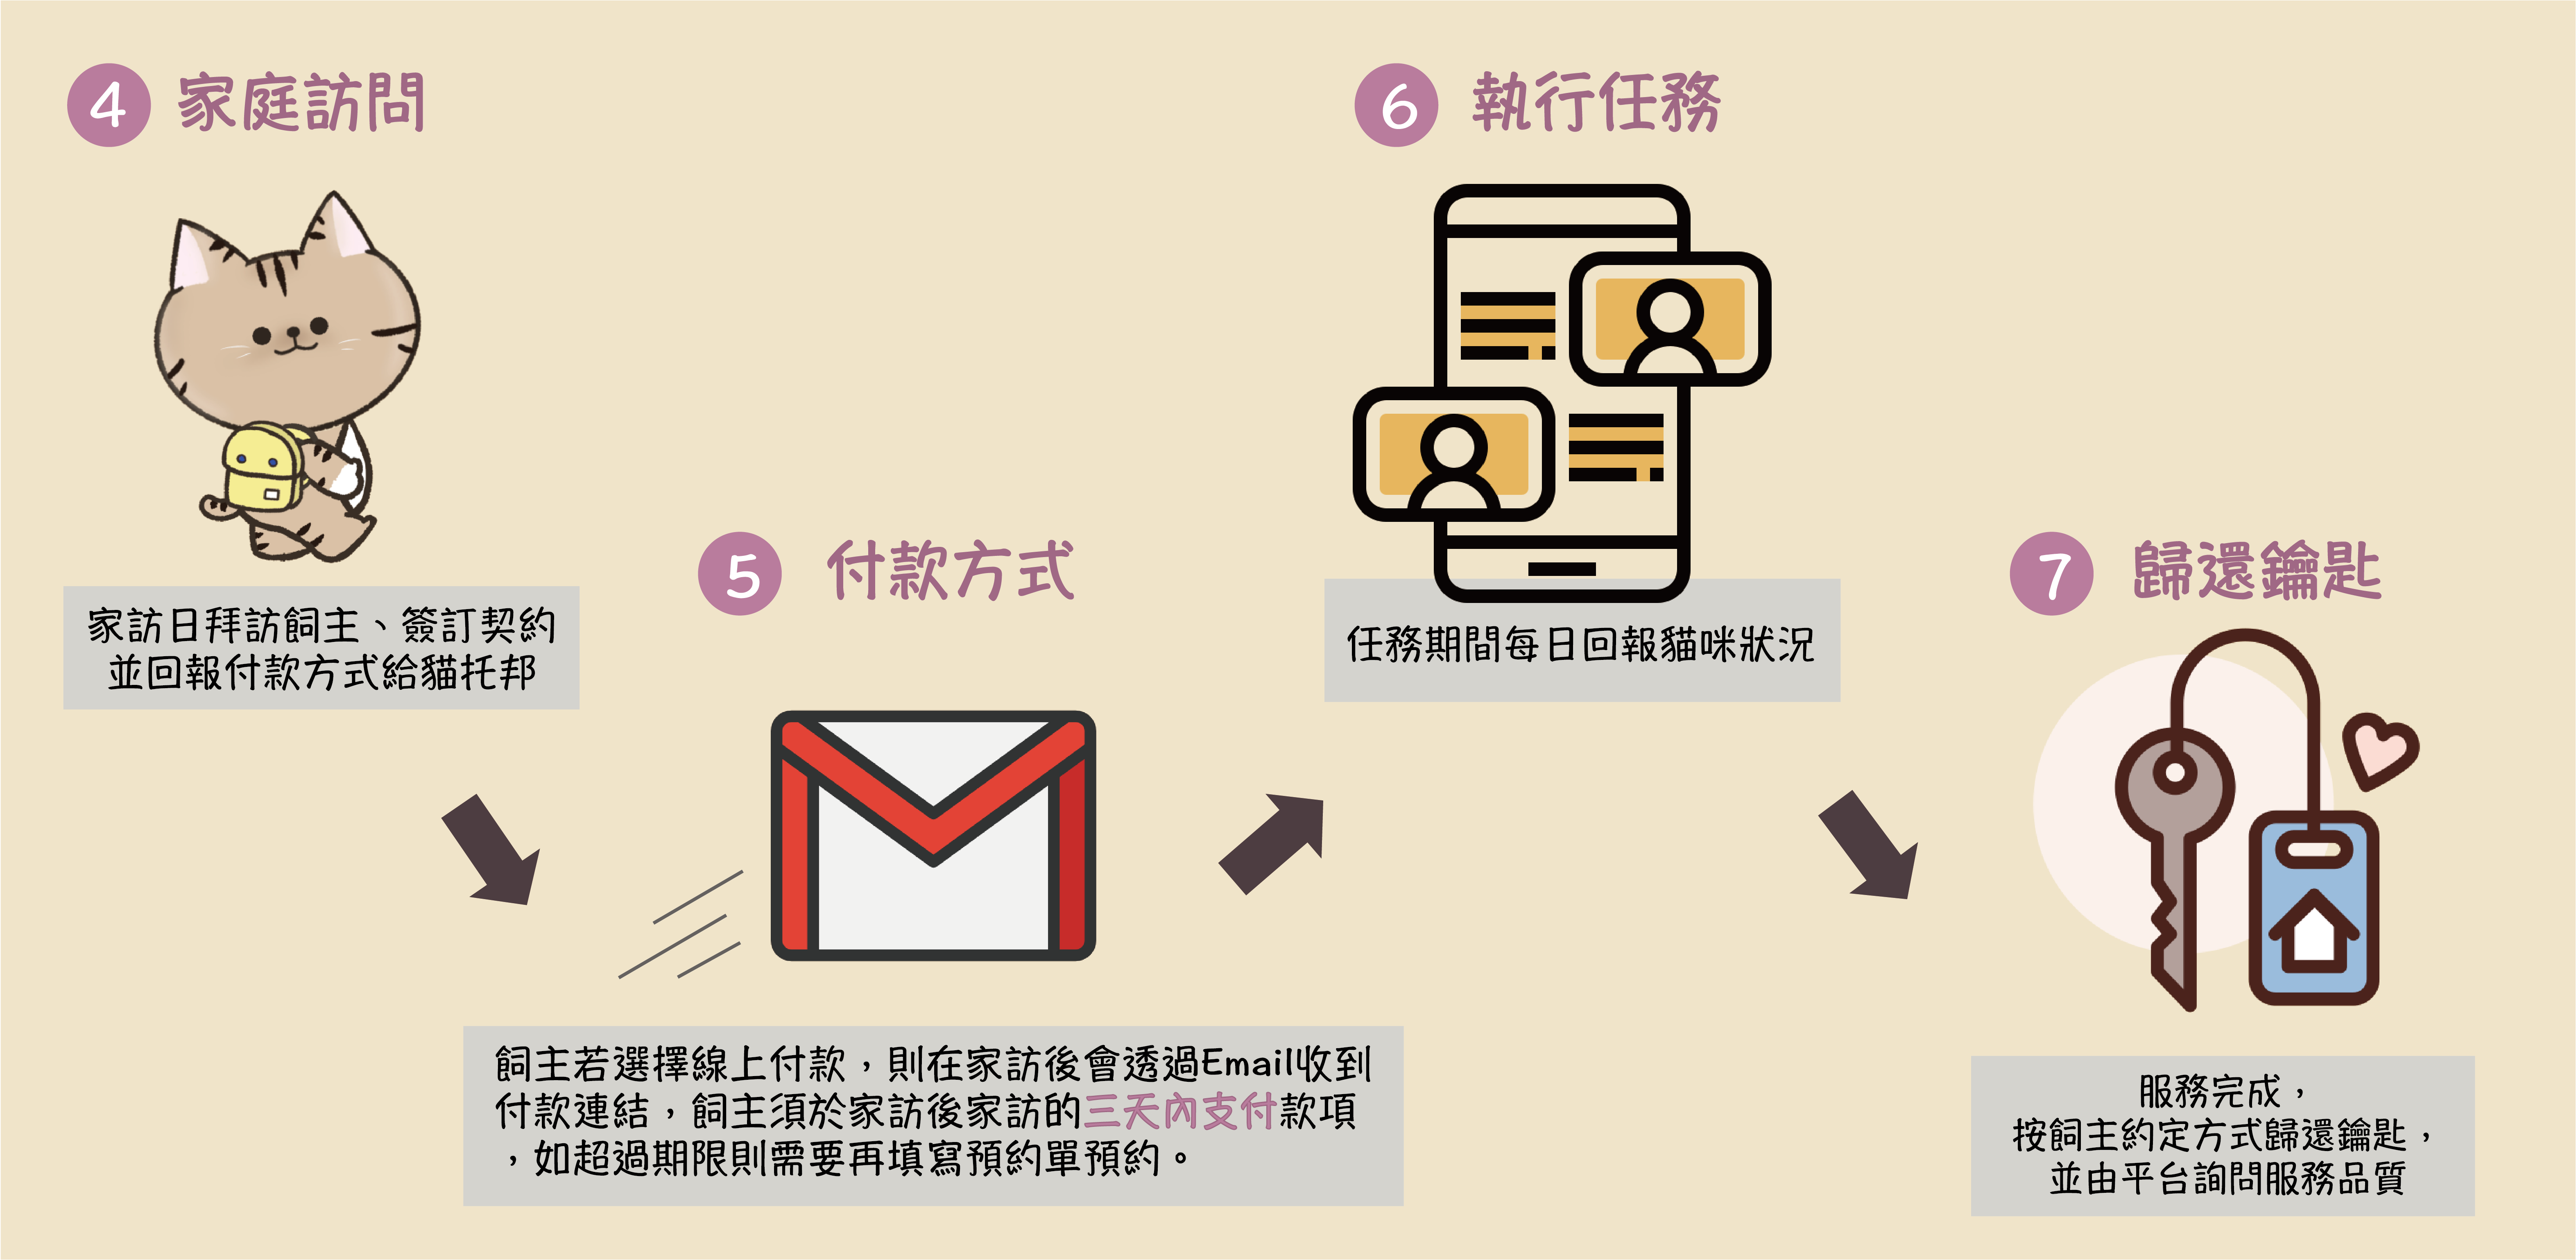 4 家庭訪問
家訪日拜訪飼主、簽訂契約
並回報付款方式給貓托邦
5 付款方式
飼主若選擇線上付款，則在家訪後會透過Email收到
付款連結，飼主須於家訪後家訪的三天內支付款項
，如超過期限則需要再填寫預約單預約。
6 執行任務
任務期間每日回報貓咪狀況
7 歸還鑰匙
服務完成，
按飼主約定方式歸還鑰匙，
並由平台詢問服務品質